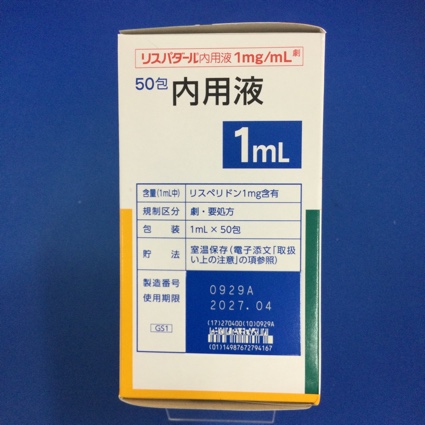 リスパダール内用液1mg/mL 劇
50包 内用液
1mL
含量(1mL中) リスペリドン1mg含有
規制区分 劇・要処方
包装 1mL×50包
貯法 室温保存(電子添文「取扱
い上の注意」の項参照)
製造番号 0929A
使用期限 2027.04
GS1
(17)270400(10)0929A
(01)14987672794167